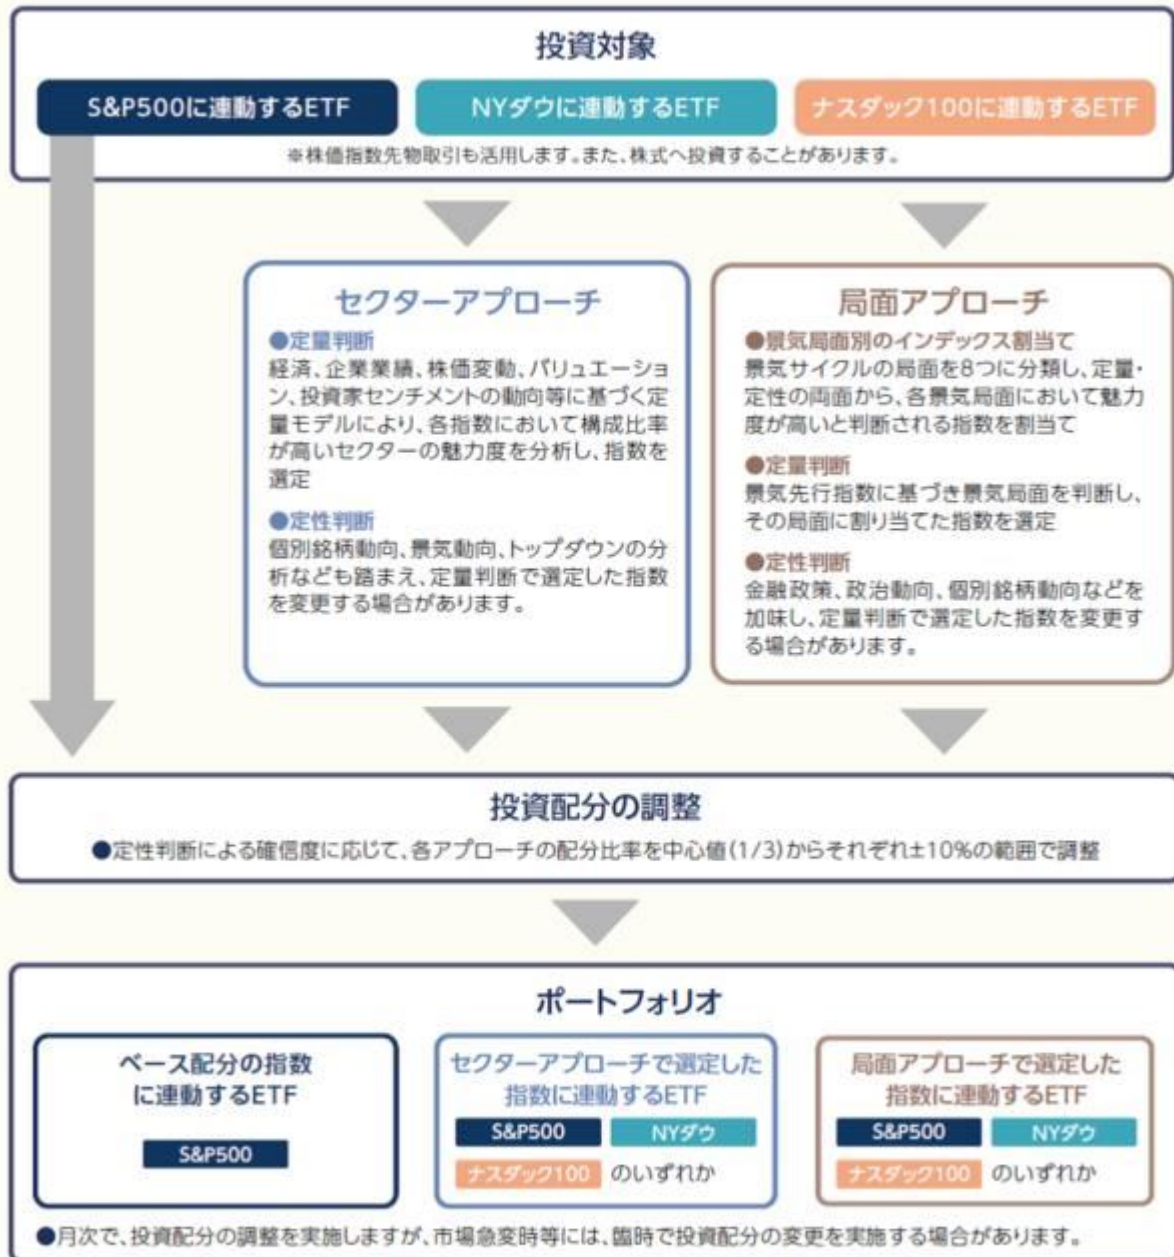 投資対象
S&P500に連動するETF
NYダウに連動するETF
ナスダック100に連動するETF
※株価指数先物取引も活用します。また、株式へ投資することがあります。
セクターアプローチ
●定量判断
経済、企業業績、株価変動、バリュエーショ
ン、投資家センチメントの動向等に基づく定
量モデルにより、各指数において構成比率
が高いセクターの魅力度を分析し、指数を
選定
●定性判断
個別銘柄動向、景気動向、トップダウンの分
析なども踏まえ、定量判断で選定した指数
を変更する場合があります。
局面アプローチ
●景気局面別のインデックス割当て
景気サイクルの局面を8つに分類し、定量・
定性の両面から、各景気局面において魅力
度が高いと判断される指数を割当て
●定量判断
景気先行指数に基づき景気局面を判断し、
その局面に割り当てた指数を選定
●定性判断
金融政策、政治動向、個別銘柄動向などを
加味し、定量判断で選定した指数を変更す
る場合があります。
投資配分の調整
●定性判断による確信度に応じて、各アプローチの配分比率を中心値(1/3)からそれぞれ±10%の範囲で調整
ポートフォリオ
ベース配分の指数
に連動するETF
S&P500
セクターアプローチで選定した
指数に連動するETF
S&P500 NYダウ
ナスダック100 のいずれか
局面アプローチで選定した
指数に連動するETF
S&P500 NYダウ
ナスダック100 のいずれか
●月次で、投資配分の調整を実施しますが、市場急変時等には、臨時で投資配分の変更を実施する場合があります。